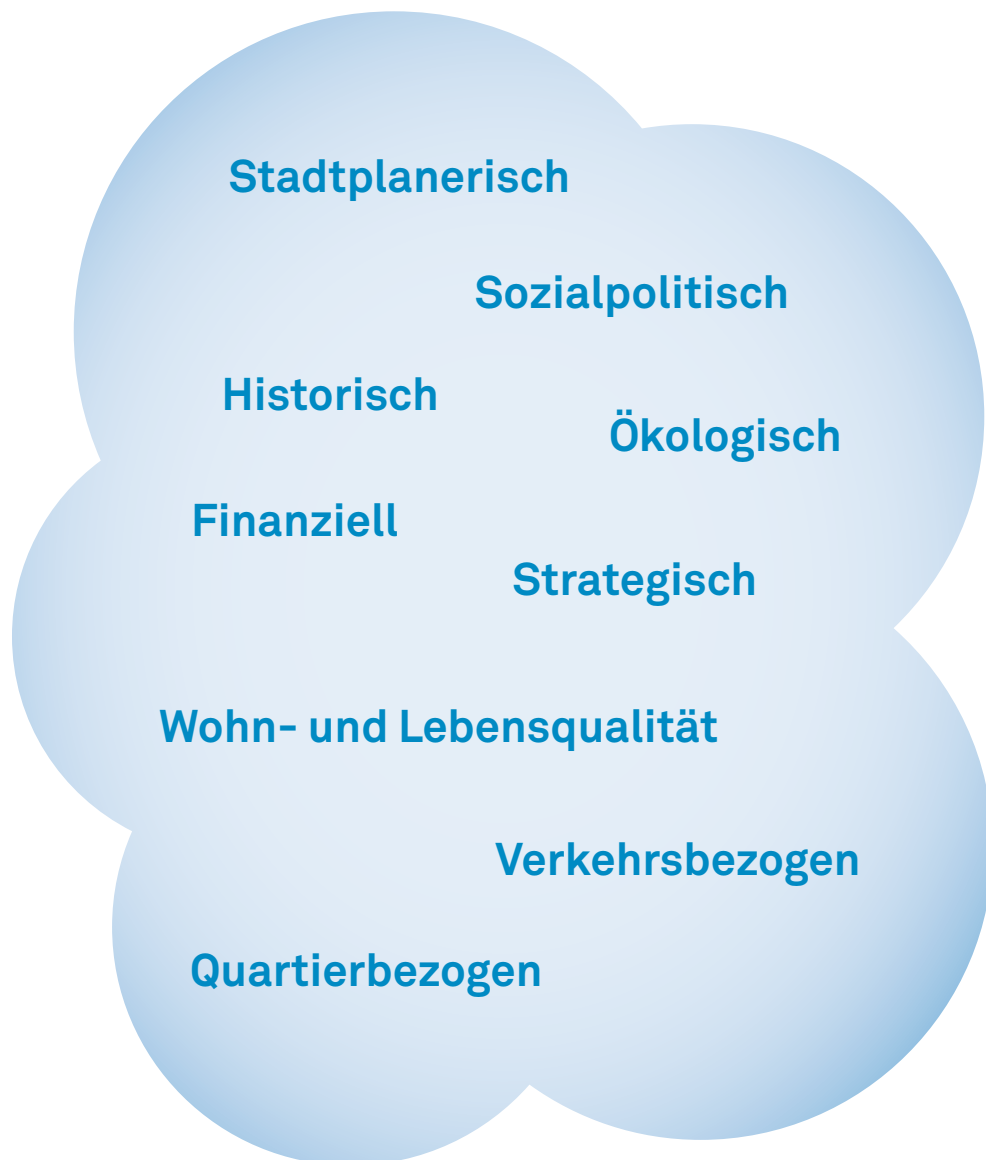 Stadtplanerisch
Sozialpolitisch
Historisch
Ökologisch
Finanziell
Strategisch
Wohn- und Lebensqualität
Verkehrsbezogen
Quartierbezogen